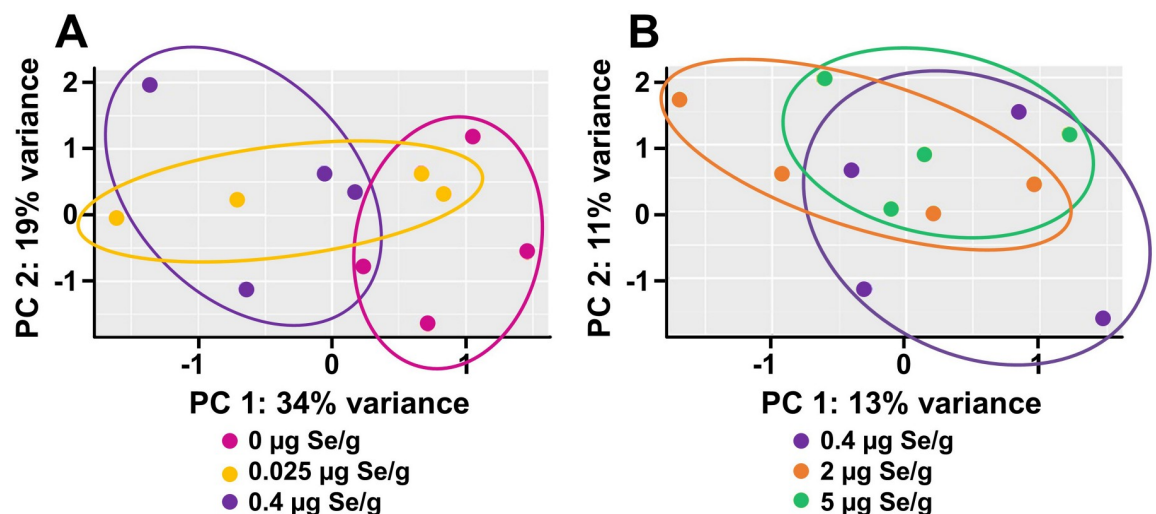 A
PC 2: 19% variance
2
1
0
-1
-1
0
1
PC 1: 34% variance
0 µg Se/g
0.025 µg Se/g
0.4 µg Se/g
B
PC 2: 11% variance
2
1
0
-1
-1
0
1
PC 1: 13% variance
0.4 µg Se/g
2 µg Se/g
5 µg Se/g